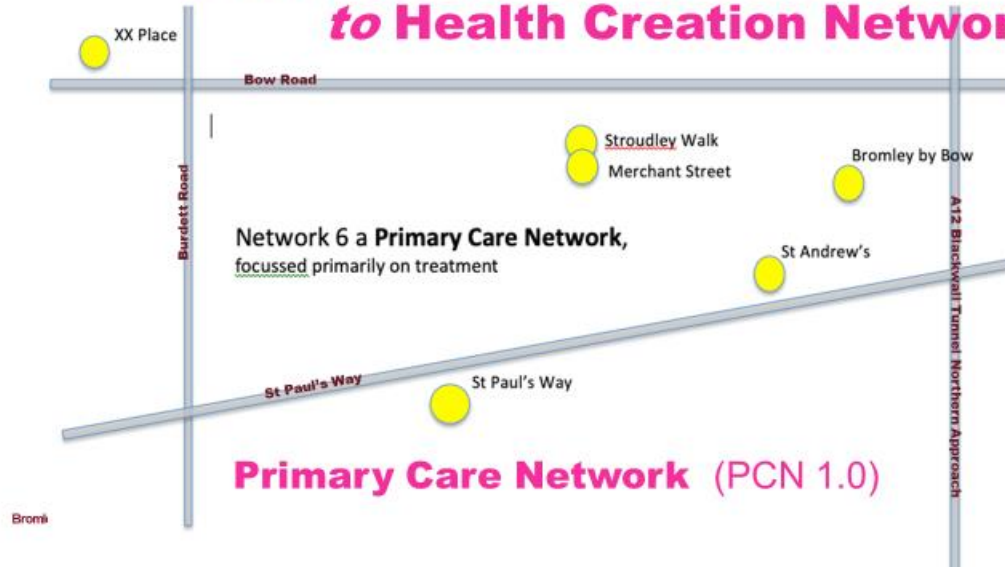 to Health Creation Networ
XX Place
Bow Road
Stroudley Walk
Merchant Street
Bromley by Bow
Burdett Road
A12 Blackwall Tunnel Northern Approach
Network 6 a Primary Care Network,
focussed primarily on treatment
St Andrew's
St Paul's Way
St Paul's Way
Primary Care Network (PCN 1.0)